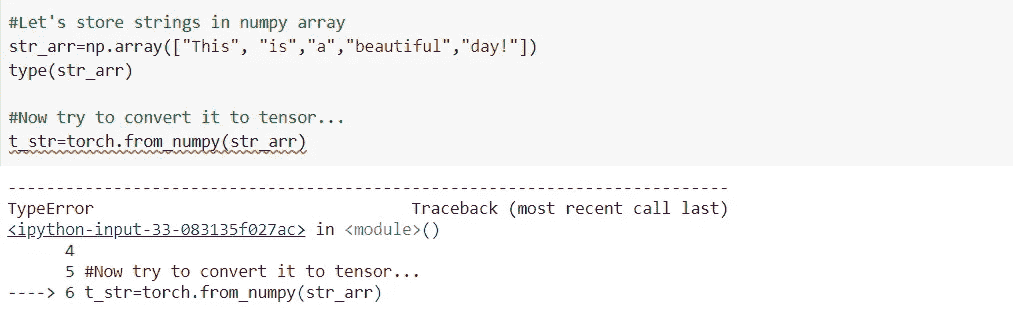 #Let's store strings in numpy array
str_arr=np.array(["This", "is","a","beautiful","day!"])
type(str_arr)
#Now try to convert it to tensor...
t_str=torch.from_numpy(str_arr)
---------------------------------------------------------------------------
TypeError                                 Traceback (most recent call last)
<ipython-input-33-083135f027ac> in <module>()
      4
      5 #Now try to convert it to tensor...
----> 6 t_str=torch.from_numpy(str_arr)